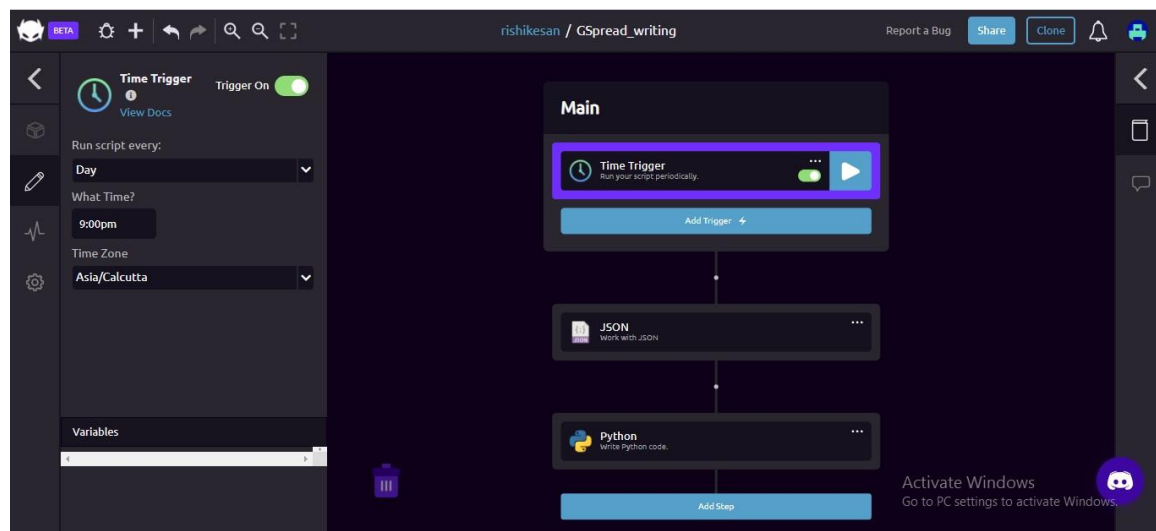 BETA
rishikesan / GSpread_writing
Report a Bug
Share
Clone
Time Trigger
Trigger On
View Docs
Run script every:
Day
What Time?
9:00pm
Time Zone
Asia/Calcutta
Variables
Main
Time Trigger
Run your script periodically.
Add Trigger
JSON
JSON
Work with JSON
Python
Write Python code.
Add Step
Activate Windows
Go to PC settings to activate Windows.